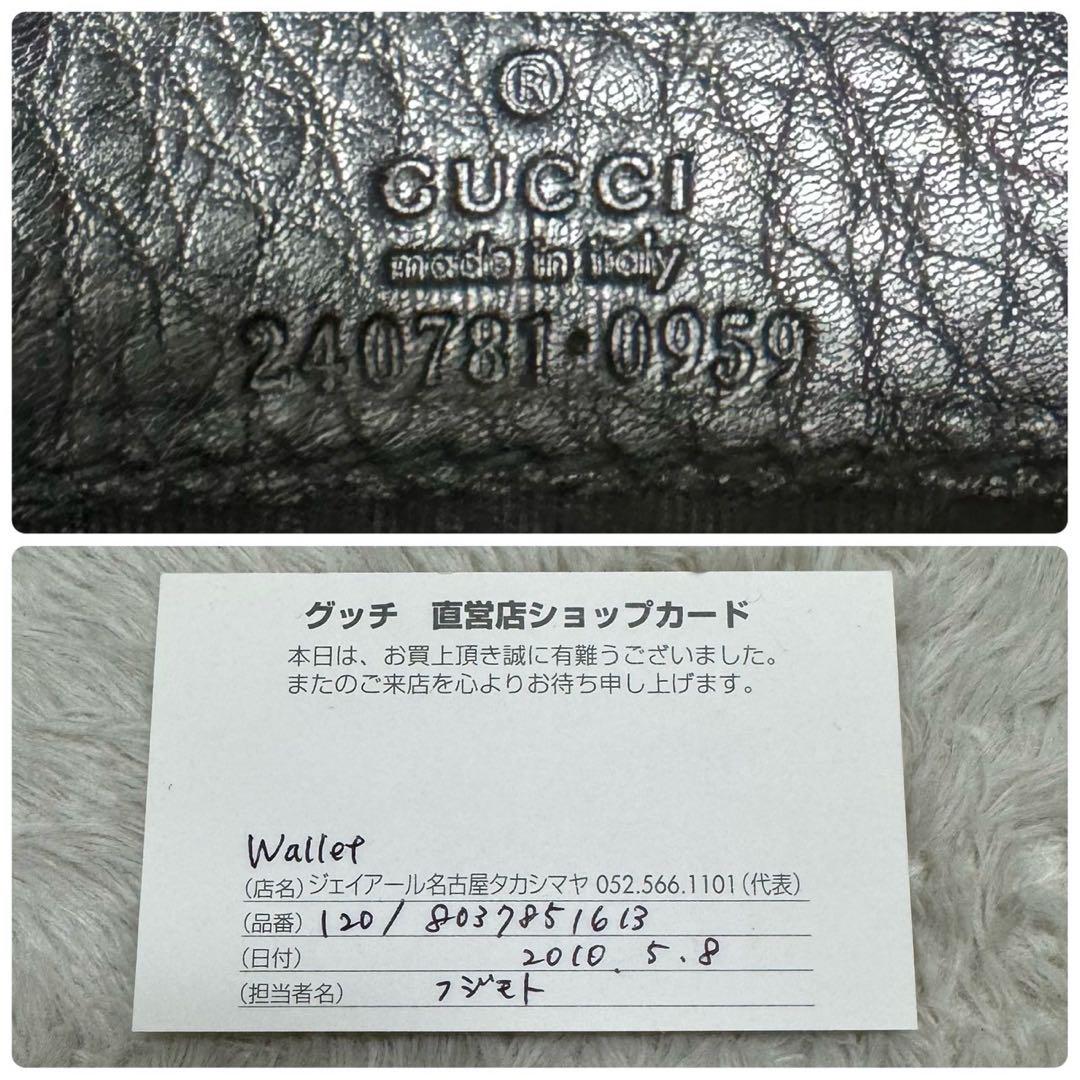 ®
GUCCI
made in italy
240781・0959
グッチ 直営店ショップカード
本日は、お買上頂き誠に有難うございました。
またのご来店を心よりお待ち申し上げます。
Wallet
(店名) ジェイアール名古屋タカシマヤ 052.566.1101(代表)
(品番) 120/ 8037851613
(日付) 2010. 5. 8
(担当者名) フジモト